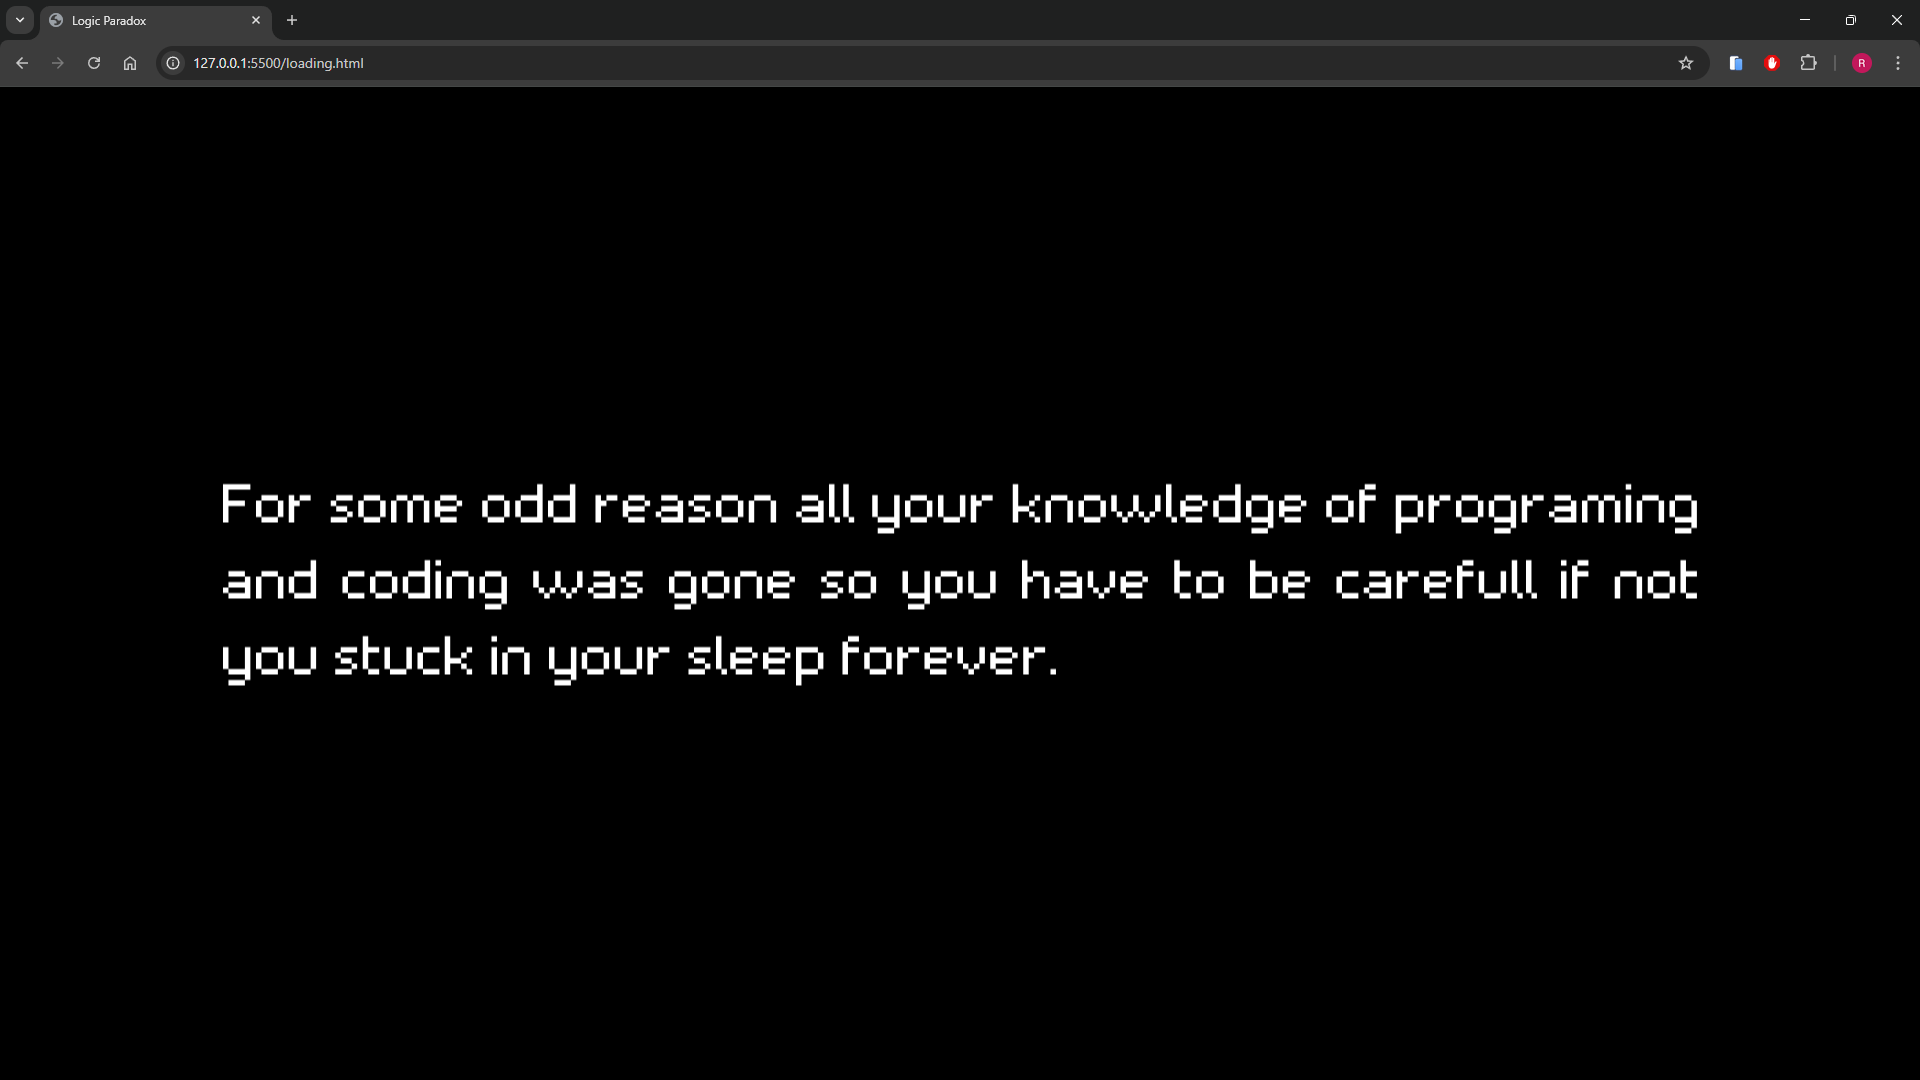 Logic Paradox
127.0.0.1:5500/loading.html
R
For some odd reason all your knowledge of programing
and coding was gone so you have to be carefull if not
you stuck in your sleep forever.